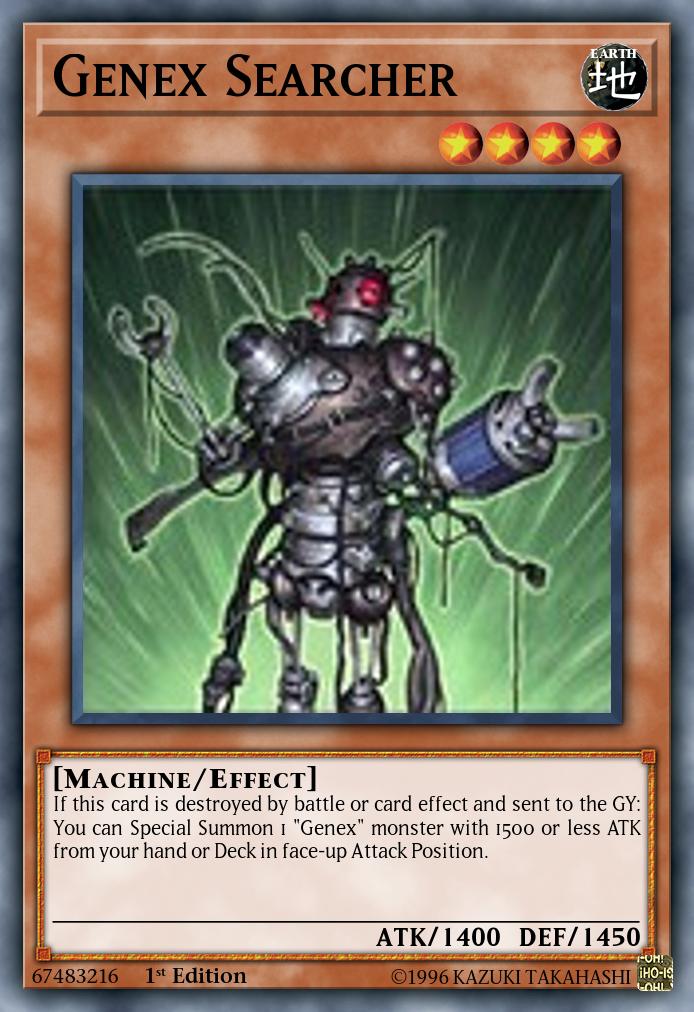 Genex Searcher
EARTH
地
[Machine/Effect]
If this card is destroyed by battle or card effect and sent to the GY:
You can Special Summon 1 "Genex" monster with 1500 or less ATK
from your hand or Deck in face-up Attack Position.
ATK/1400 DEF/1450
67483216 1st Edition ©1996 KAZUKI TAKAHASHI